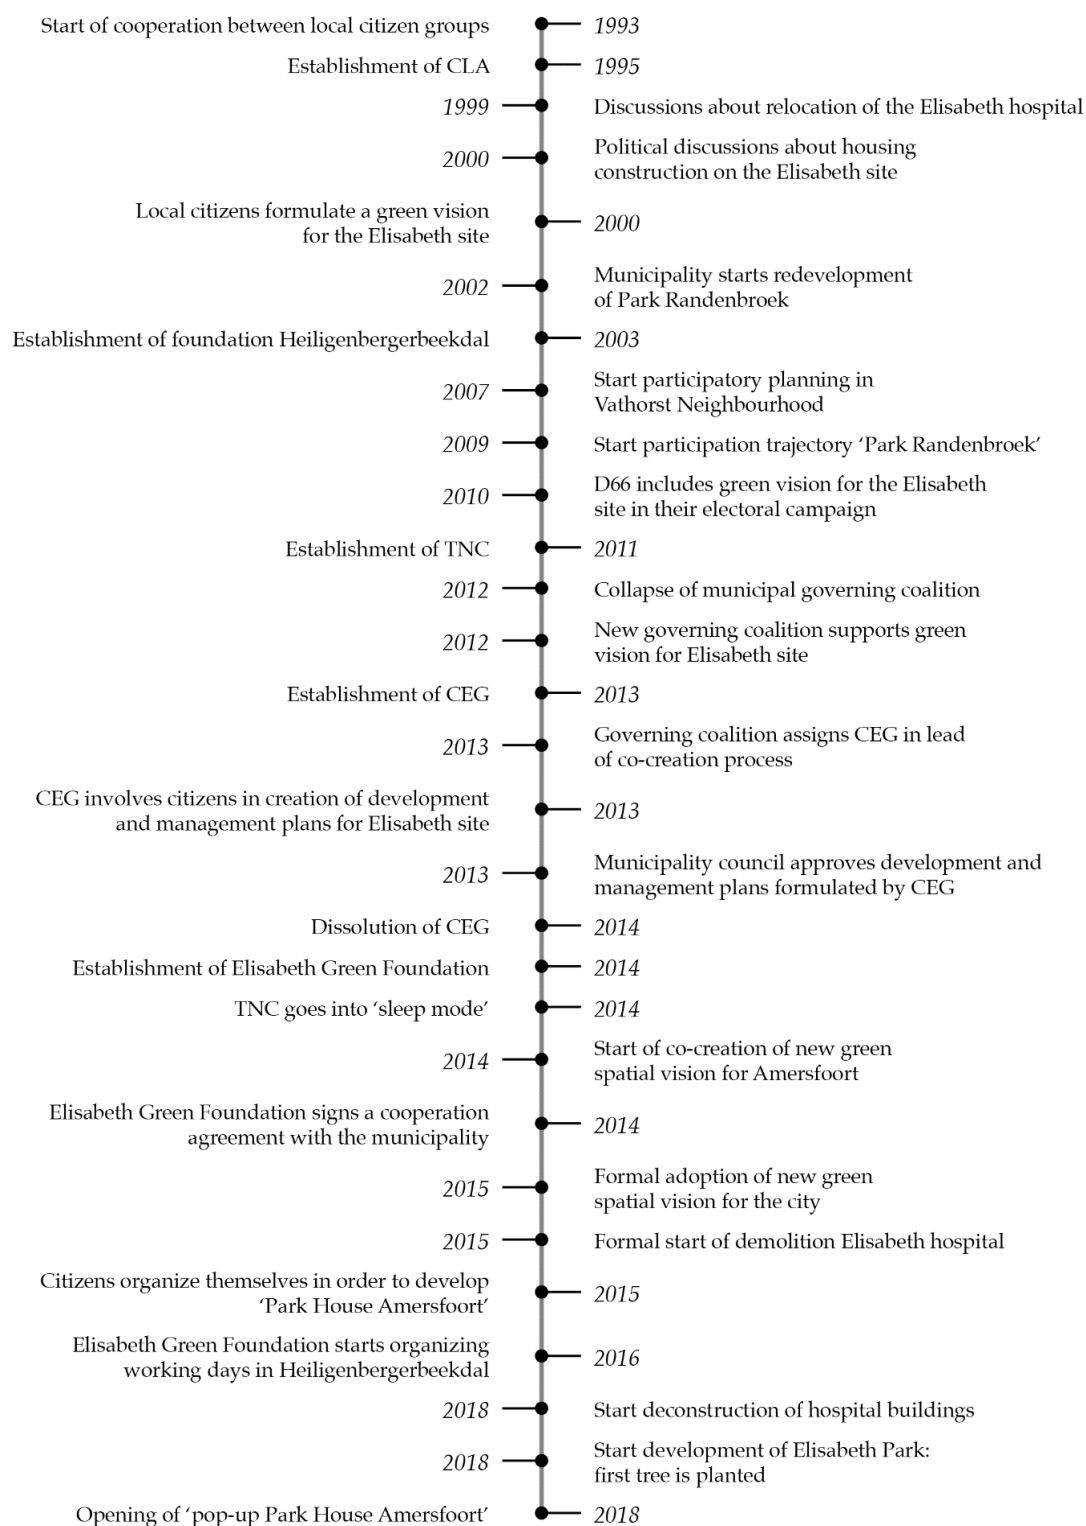 Start of cooperation between local citizen groups 1993
Establishment of CLA 1995
1999 Discussions about relocation of the Elisabeth hospital
2000 Political discussions about housing
construction on the Elisabeth site
Local citizens formulate a green vision
for the Elisabeth site 2000
2002 Municipality starts redevelopment
of Park Randenbroek
Establishment of foundation Heiligenbergerbeekdal 2003
2007 Start participatory planning in
Vathorst Neighbourhood
2009 Start participation trajectory ‘Park Randenbroek’
2010 D66 includes green vision for the Elisabeth
site in their electoral campaign
Establishment of TNC 2011
2012 Collapse of municipal governing coalition
2012 New governing coalition supports green
vision for Elisabeth site
Establishment of CEG 2013
2013 Governing coalition assigns CEG in lead
of co-creation process
CEG involves citizens in creation of development
and management plans for Elisabeth site 2013
2013 Municipality council approves development and
management plans formulated by CEG
Dissolution of CEG 2014
Establishment of Elisabeth Green Foundation 2014
TNC goes into ‘sleep mode’ 2014
2014 Start of co-creation of new green
spatial vision for Amersfoort
Elisabeth Green Foundation signs a cooperation
agreement with the municipality 2014
2015 Formal adoption of new green
spatial vision for the city
2015 Formal start of demolition Elisabeth hospital
Citizens organize themselves in order to develop
‘Park House Amersfoort’ 2015
Elisabeth Green Foundation starts organizing
working days in Heiligenbergerbeekdal 2016
2018 Start deconstruction of hospital buildings
2018 Start development of Elisabeth Park:
first tree is planted
Opening of ‘pop-up Park House Amersfoort’ 2018